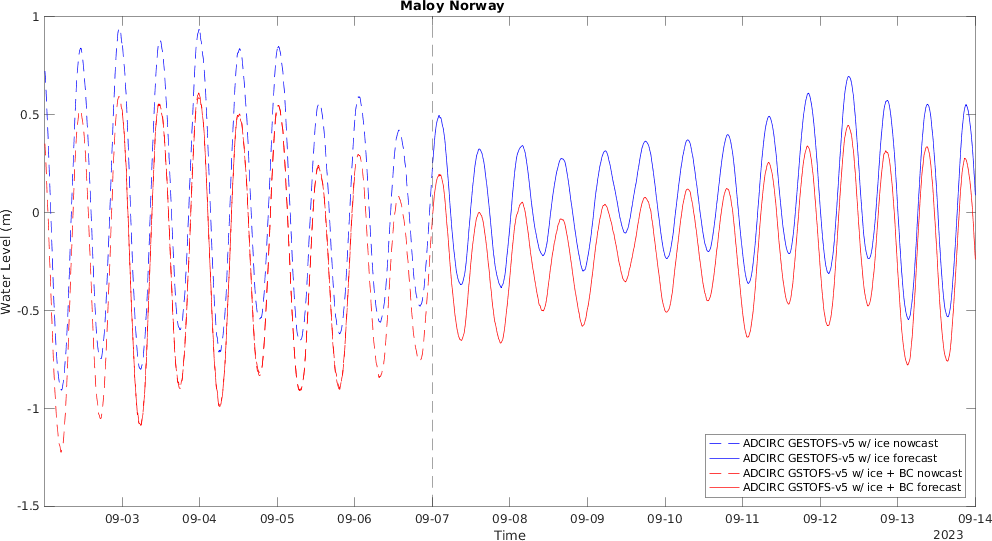 Maloy Norway
1
0.5
0
-0.5
-1
-1.5
Water Level (m)
ADCIRC GESTOFS-v5 w/ ice nowcast
ADCIRC GESTOFS-v5 w/ ice forecast
ADCIRC GSTOFS-v5 w/ ice + BC nowcast
ADCIRC GSTOFS-v5 w/ ice + BC forecast
09-03 09-04 09-05 09-06 09-07 09-08 09-09 09-10 09-11 09-12 09-13 09-14
Time
2023